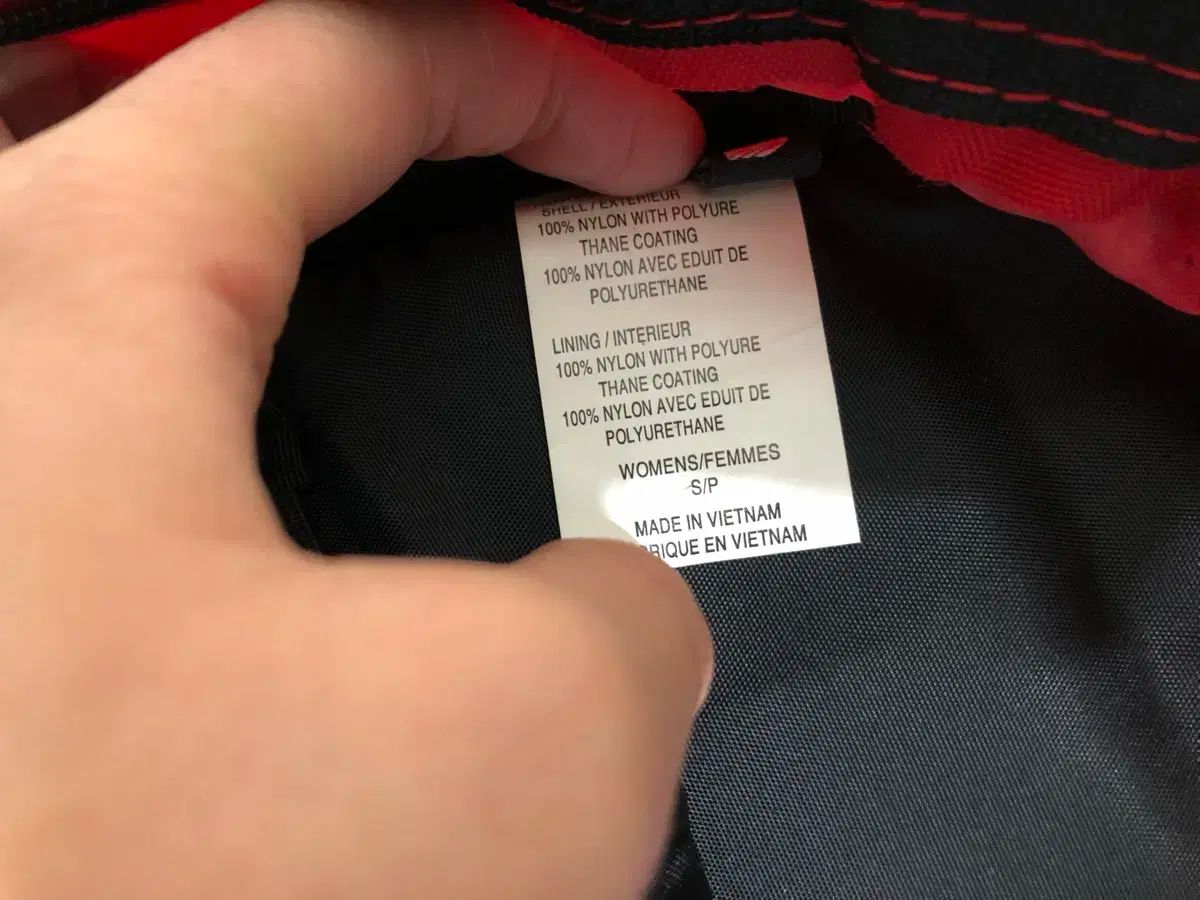 SHELL / EXTERIEUR
100% NYLON WITH POLYURE
THANE COATING
100% NYLON AVEC EDUIT DE
POLYURETHANE
LINING / INTERIEUR
100% NYLON WITH POLYURE
THANE COATING
100% NYLON AVEC EDUIT DE
POLYURETHANE
WOMENS/FEMMES
S/P
MADE IN VIETNAM
BRIQUE EN VIETNAM